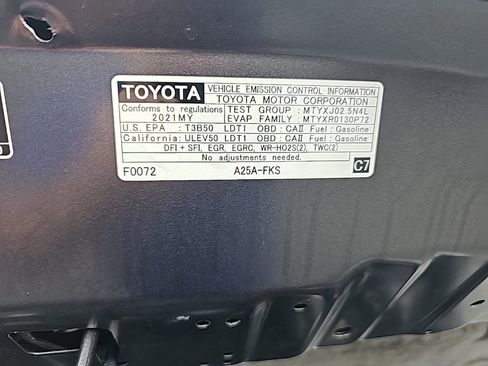 TOYOTA VEHICLE EMISSION CONTROL INFORMATION
TOYOTA MOTOR CORPORATION
Conforms to regulations TEST GROUP : MTYXJ02.5N4L
2021MY EVAP FAMILY : MTYXR0130P72
U.S. EPA : T3B50 LDT1 OBD : CAII Fuel : Gasoline
California: ULEV50 LDT1 OBD : CAII Fuel : Gasoline
DFI + SFI, EGR, EGRC, WR-HO2S(2), TWC(2)
No adjustments needed.
F0072 A25A-FKS C7